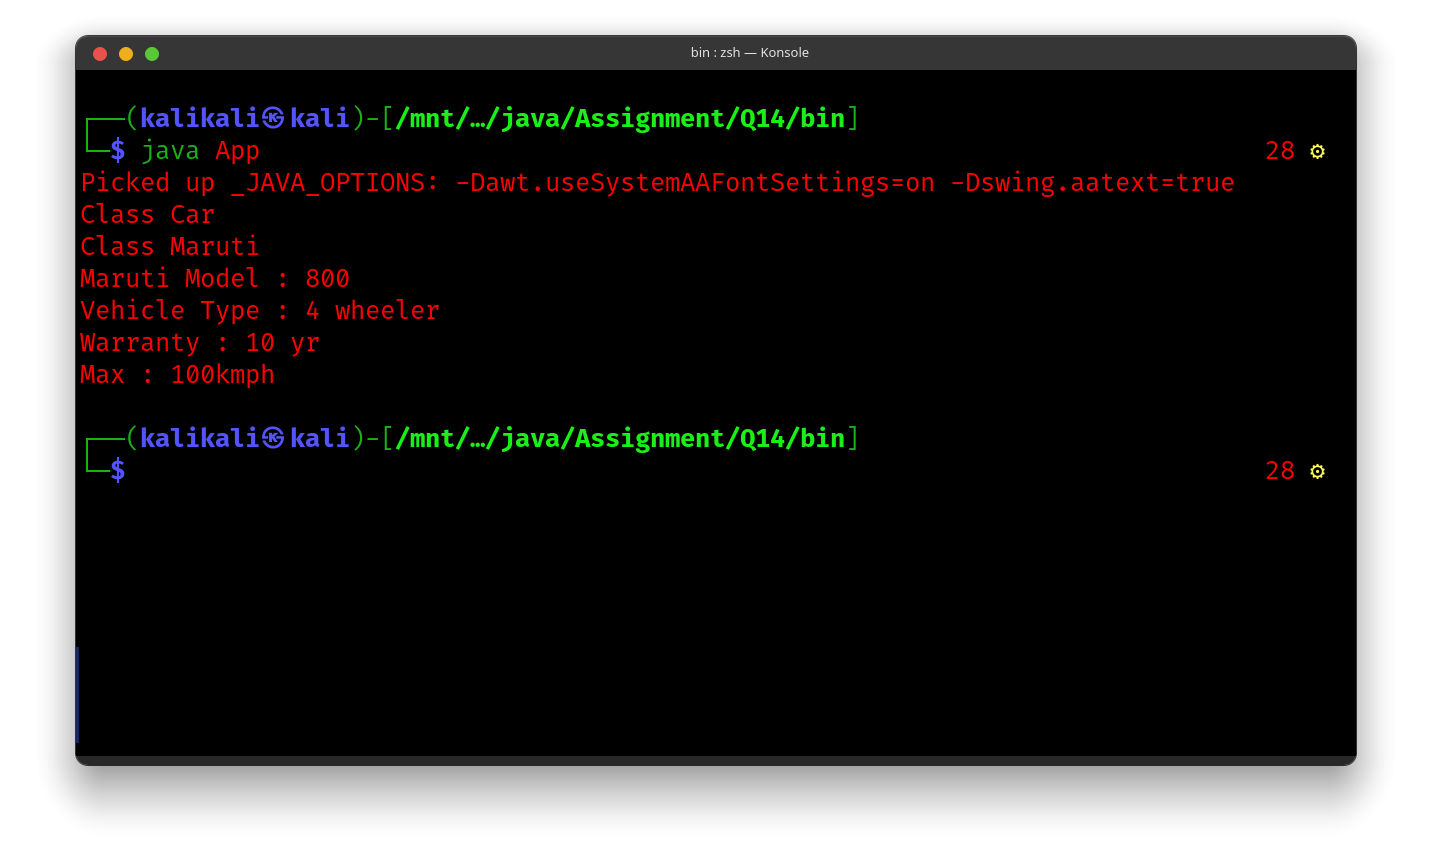 bin : zsh — Konsole
┌──(kalikali㉿kali)-[/mnt/…/java/Assignment/Q14/bin]
└─$ java App 28 ⚙
Picked up _JAVA_OPTIONS: -Dawt.useSystemAAFontSettings=on -Dswing.aatext=true
Class Car
Class Maruti
Maruti Model : 800
Vehicle Type : 4 wheeler
Warranty : 10 yr
Max : 100kmph
┌──(kalikali㉿kali)-[/mnt/…/java/Assignment/Q14/bin]
└─$ 28 ⚙